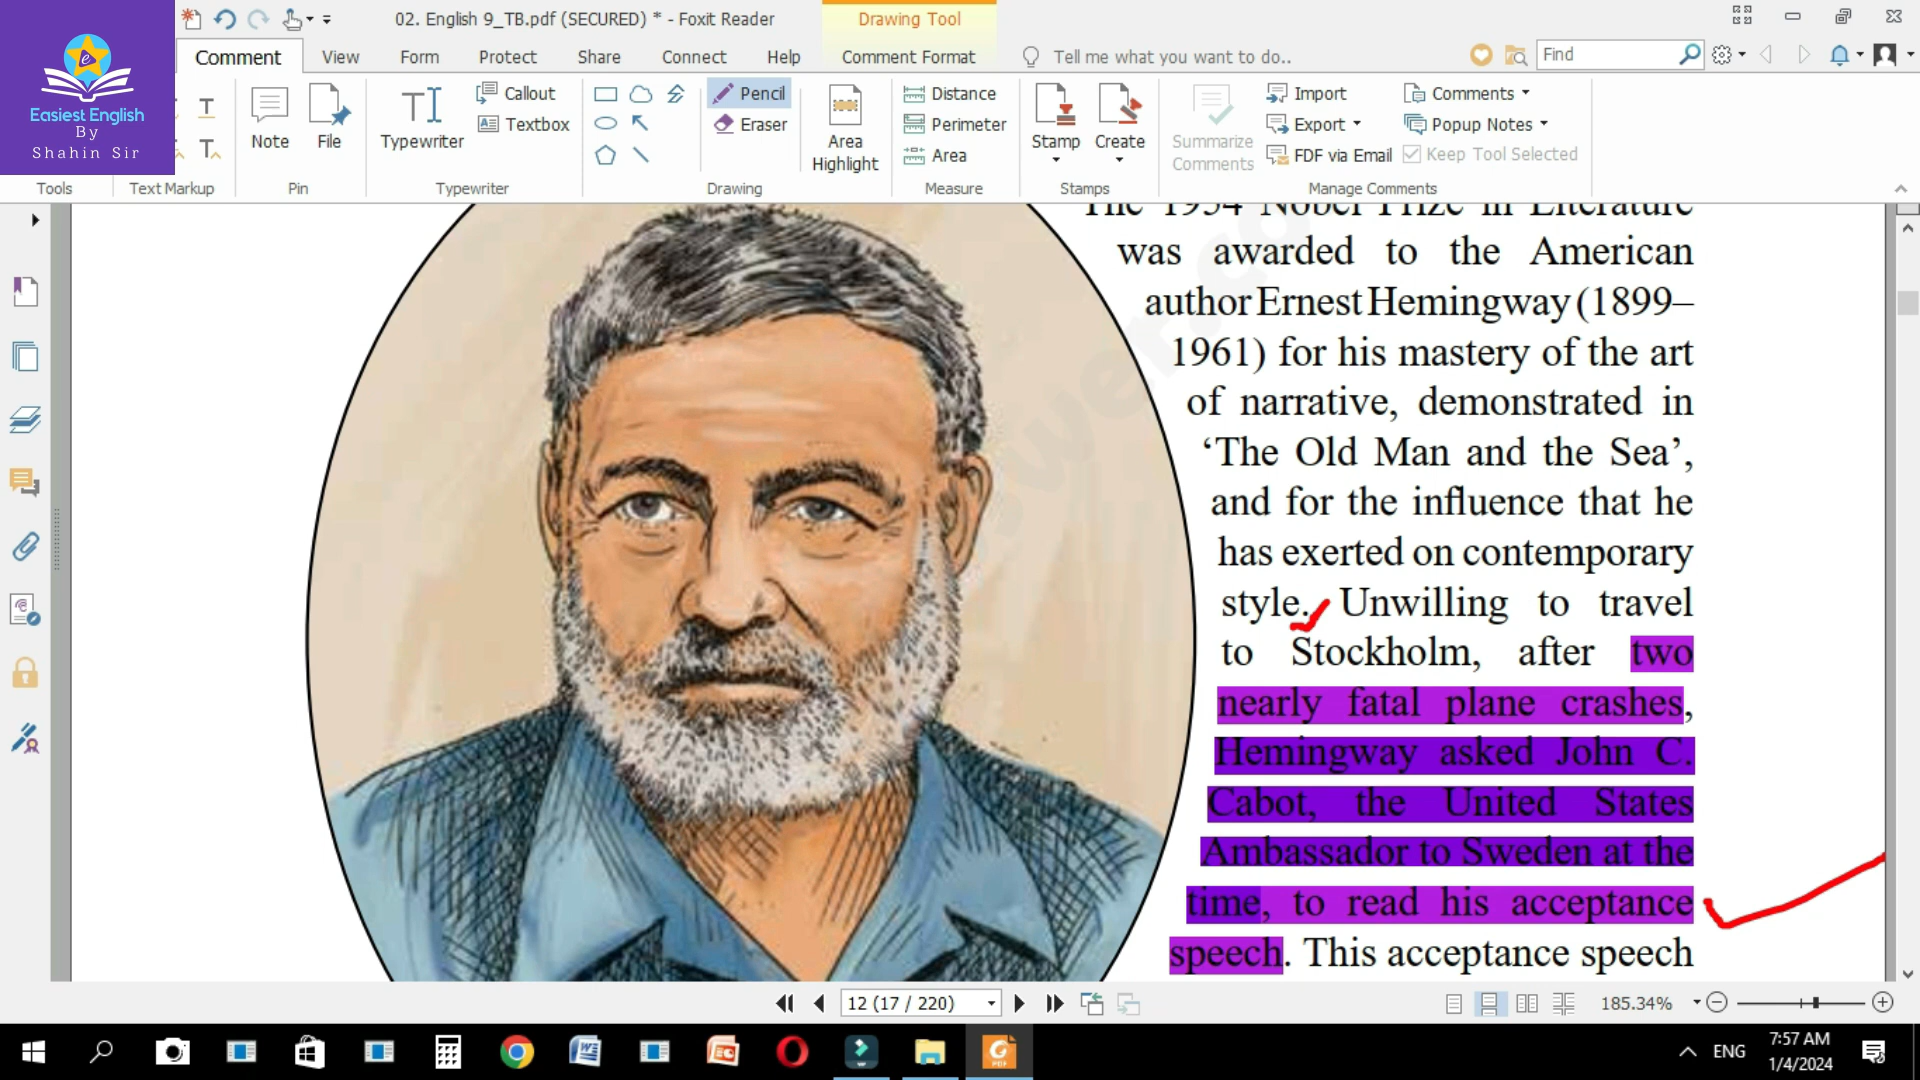 02. English 9_TB.pdf (SECURED) * - Foxit Reader
Drawing Tool
Comment
View
Form
Protect
Share
Connect
Help
Comment Format
Tell me what you want to do..
Find
Easiest English
By
Shahin Sir
Note
File
Typewriter
Callout
Textbox
Pencil
Eraser
Area
Highlight
Distance
Perimeter
Area
Stamp
Create
Summarize
Comments
Import
Export
FDF via Email
Comments
Popup Notes
Keep Tool Selected
Tools
Text Markup
Pin
Typewriter
Drawing
Measure
Stamps
Manage Comments
The 1954 Nobel Prize in Literature
was awarded to the American
author Ernest Hemingway (1899–
1961) for his mastery of the art
of narrative, demonstrated in
‘The Old Man and the Sea’,
and for the influence that he
has exerted on contemporary
style. Unwilling to travel
to Stockholm, after two
nearly fatal plane crashes,
Hemingway asked John C.
Cabot, the United States
Ambassador to Sweden at the
time, to read his acceptance
speech. This acceptance speech
12 (17 / 220)
185.34%
ENG
7:57 AM
1/4/2024